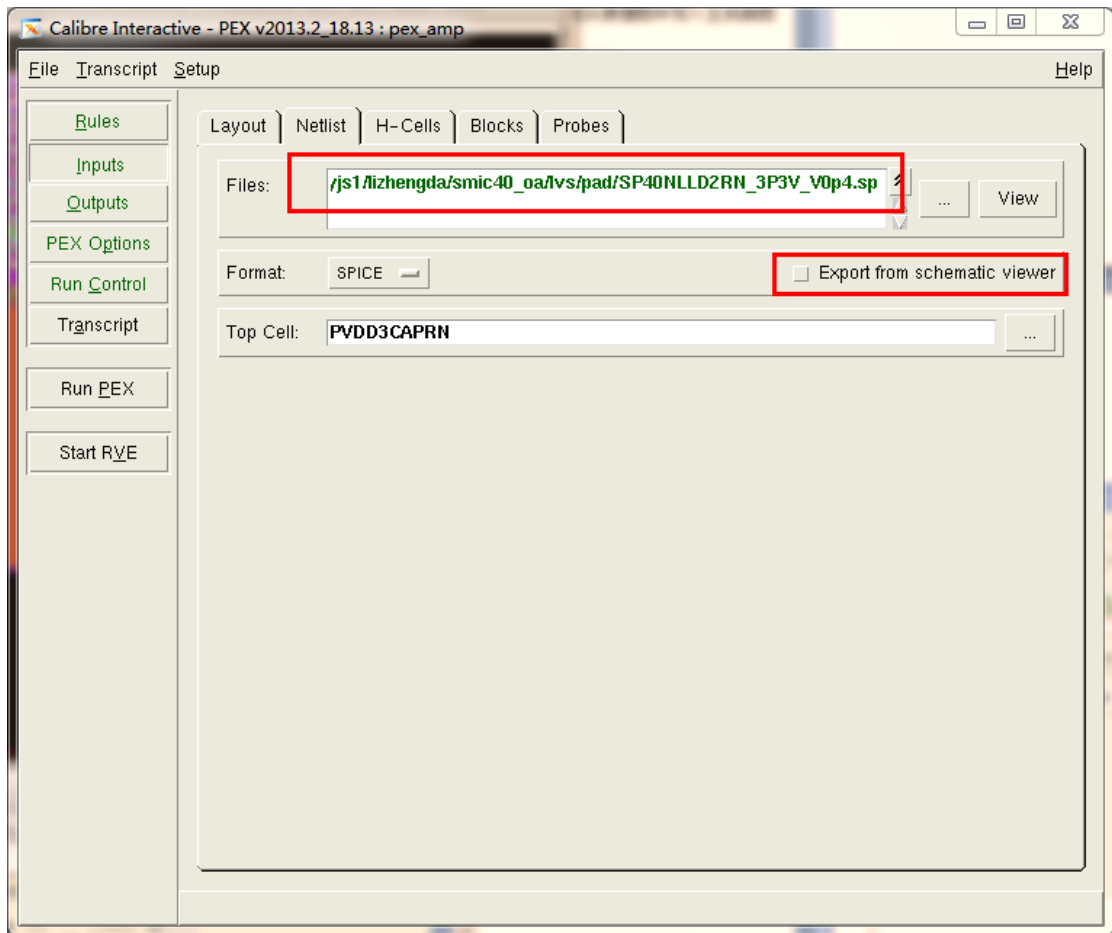 Calibre Interactive - PEX v2013.2_18.13 : pex_amp
File Transcript Setup Help
Rules
Inputs
Outputs
PEX Options
Run Control
Transcript
Run PEX
Start RVE
Layout Netlist H-Cells Blocks Probes
Files: /js1/lizhengda/smic40_oa/lvs/pad/SP40NLLD2RN_3P3V_V0p4.sp ... View
Format: SPICE Export from schematic viewer
Top Cell: PVDD3CAPRN ...